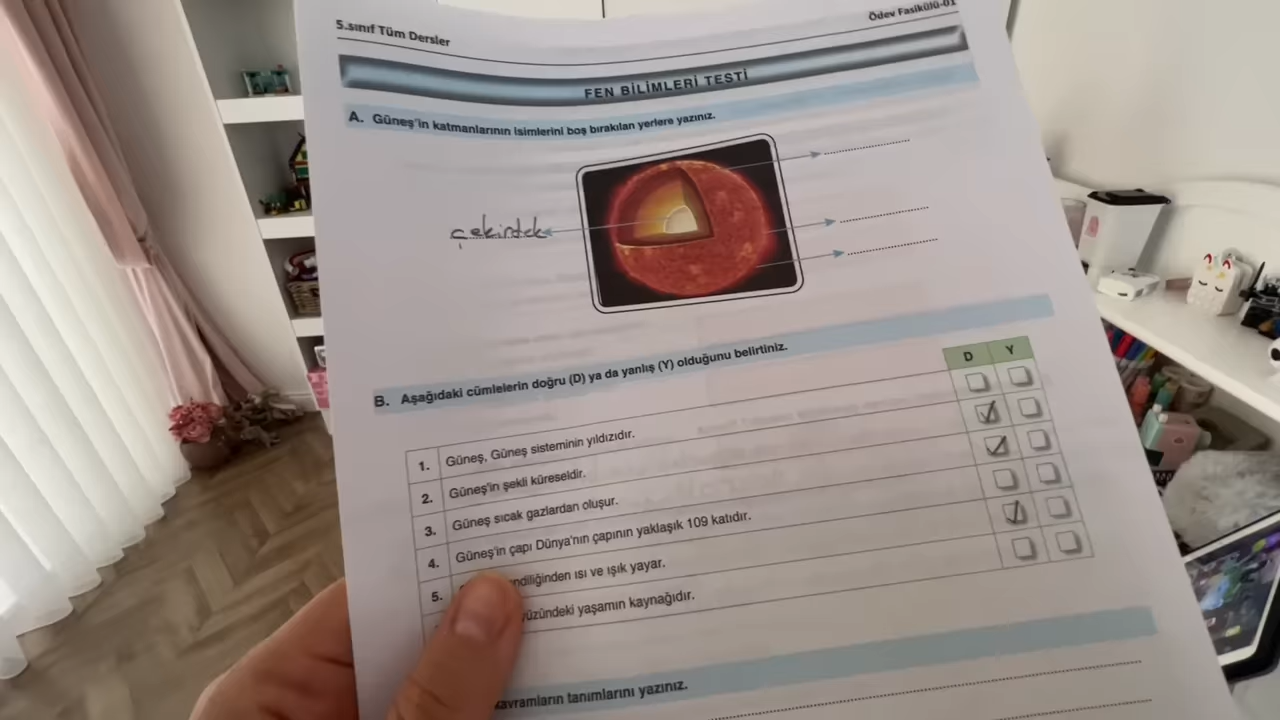 5.sınıf Tüm Dersler
Ödev Fasikülü-01
FEN BİLİMLERİ TESTİ
A. Güneş'in katmanlarının isimlerini boş bırakılan yerlere yazınız.
çekirdek
B. Aşağıdaki cümlelerin doğru (D) ya da yanlış (Y) olduğunu belirtiniz.
D Y
1. Güneş, Güneş sisteminin yıldızıdır.
2. Güneş'in şekli küreseldir.
3. Güneş sıcak gazlardan oluşur.
4. Güneş'in çapı Dünya'nın çapının yaklaşık 109 katıdır.
5. ısı ve ışık yayar.
yaşamın kaynağıdır.
tanımlarını yazınız.